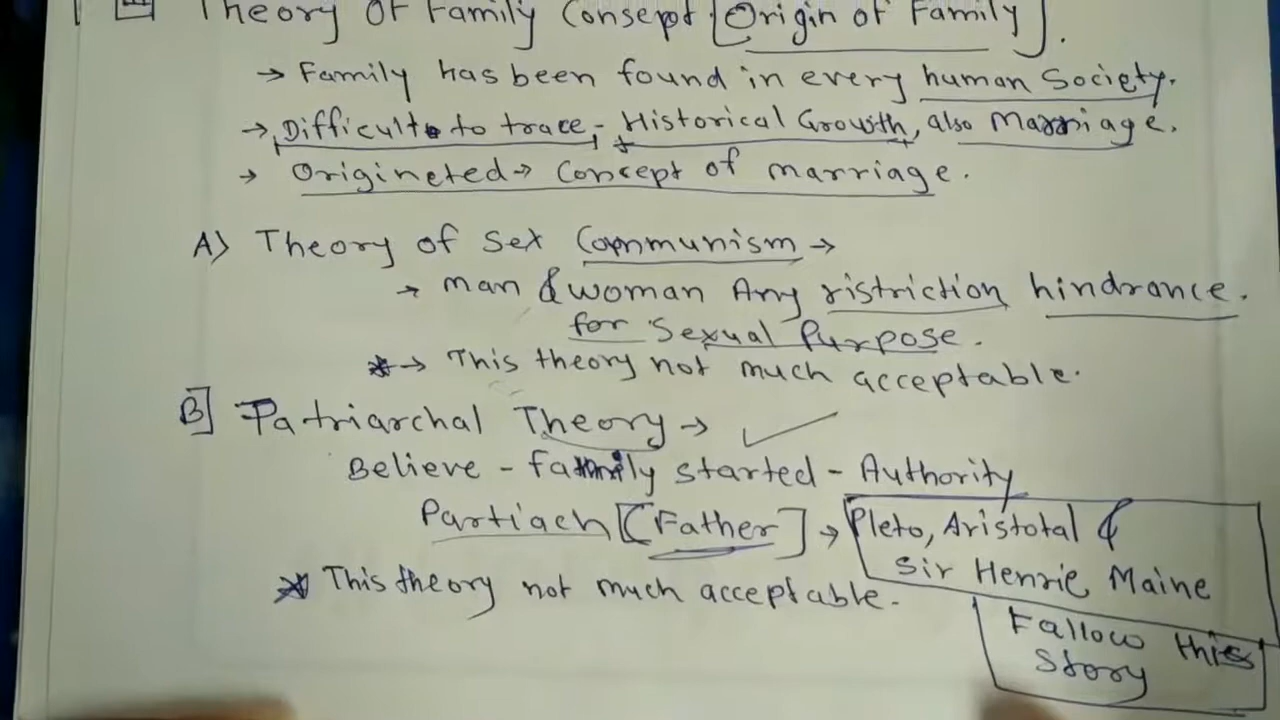 Theory Of Family Consept [Origin of Family].
→ Family has been found in every human Society.
→ Difficult to trace - Historical Growth, also Marriage.
→ Origineted → Concept of marriage.
A) Theory of Sex Communism →
→ man & woman Any ristriction hindrance.
for Sexual Purpose.
* → This theory not much acceptable.
B] Patriarchal Theory → ✓
Believe - family started - Authority
Partiach [Father] → Pleto, Aristotal &
Sir Henrie Maine
* This theory not much acceptable.
Fallow this
Story